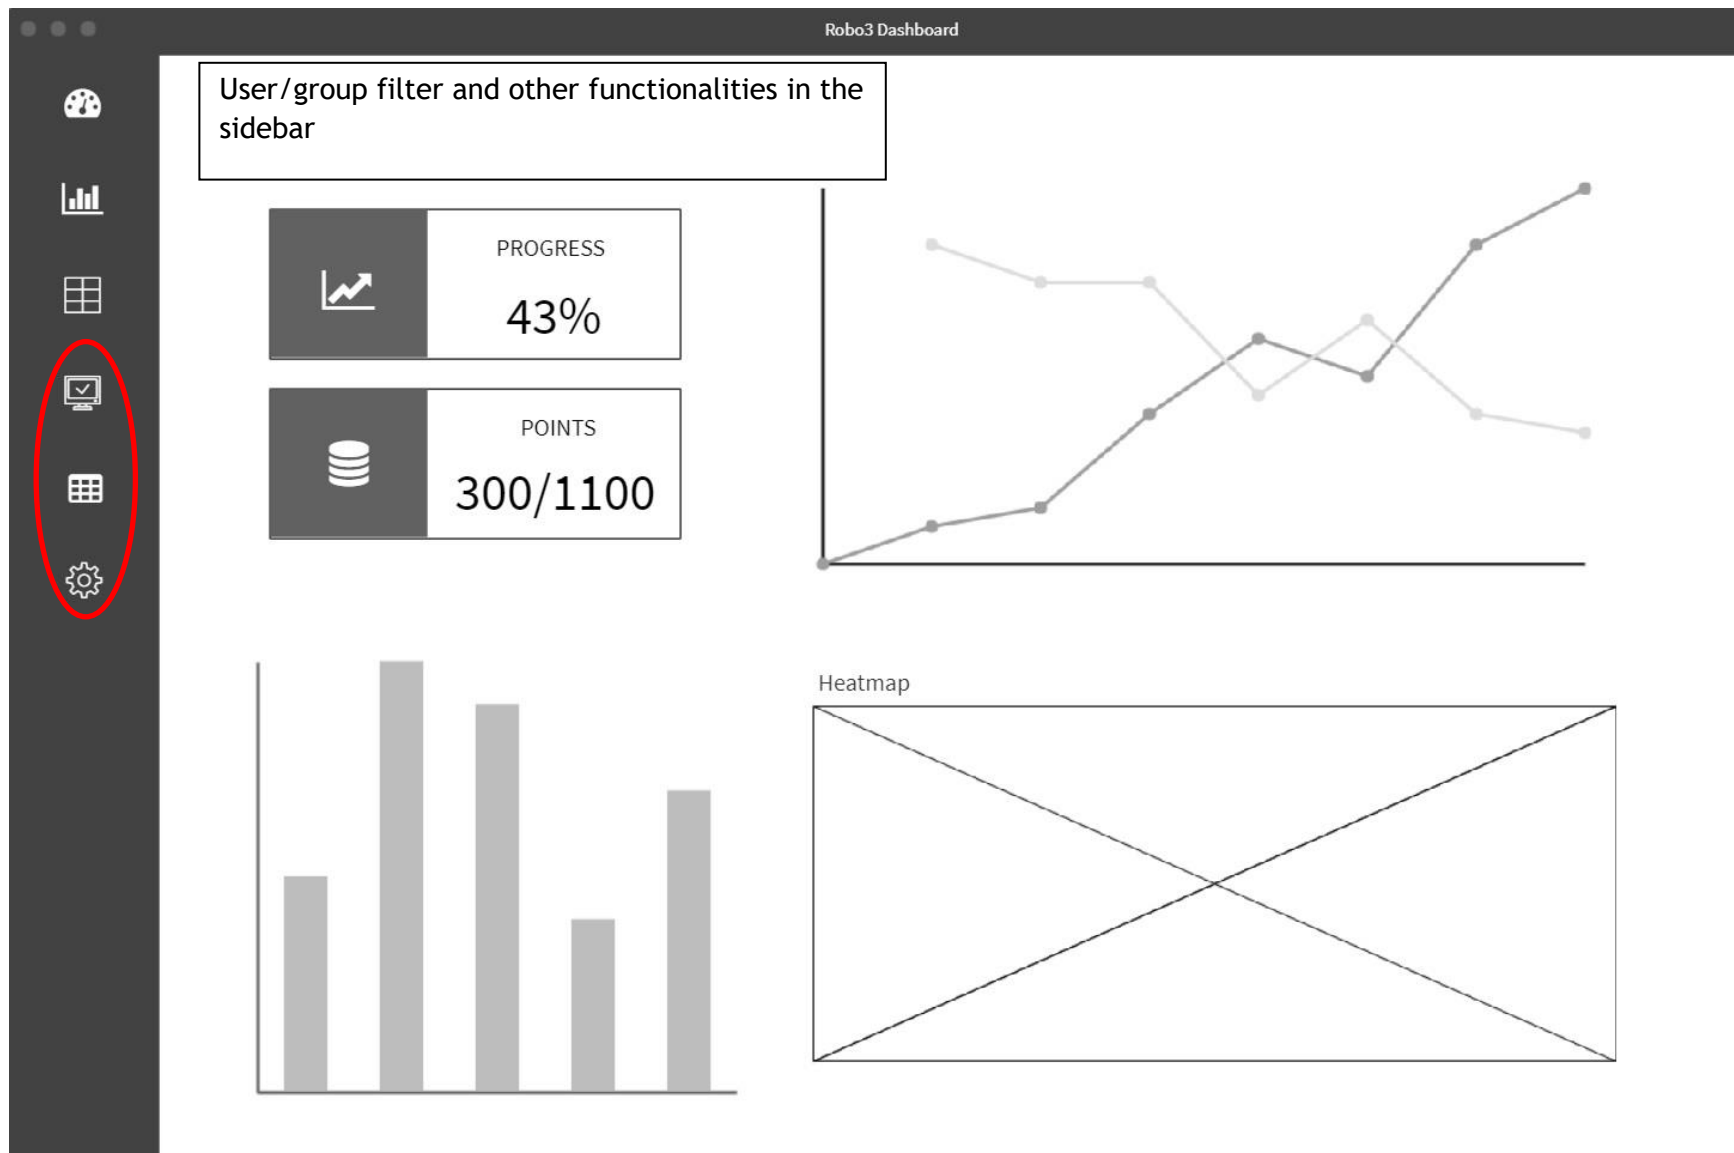 Robo3 Dashboard
User/group filter and other functionalities in the
sidebar
PROGRESS
43%
POINTS
300/1100
Heatmap